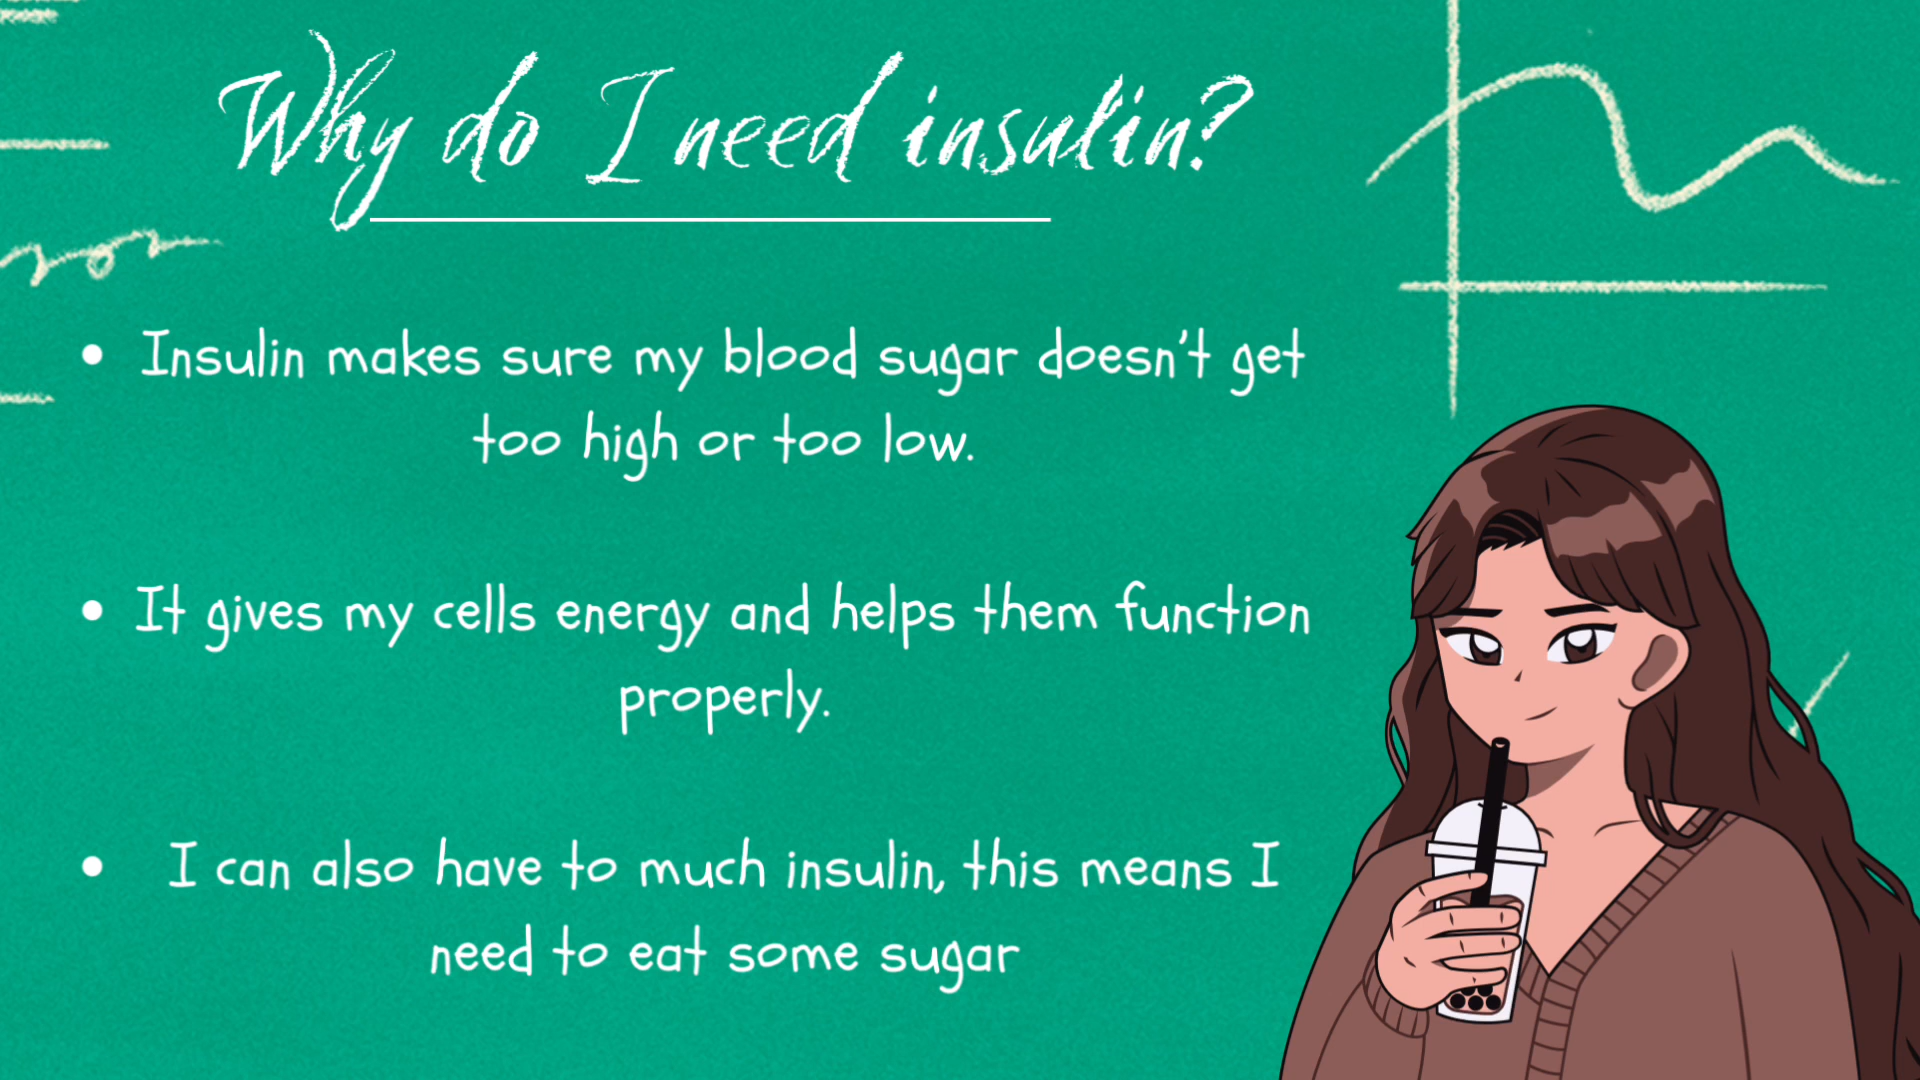 Why do I need insulin?
• Insulin makes sure my blood sugar doesn't get
too high or too low.
• It gives my cells energy and helps them function
properly.
• I can also have to much insulin, this means I
need to eat some sugar